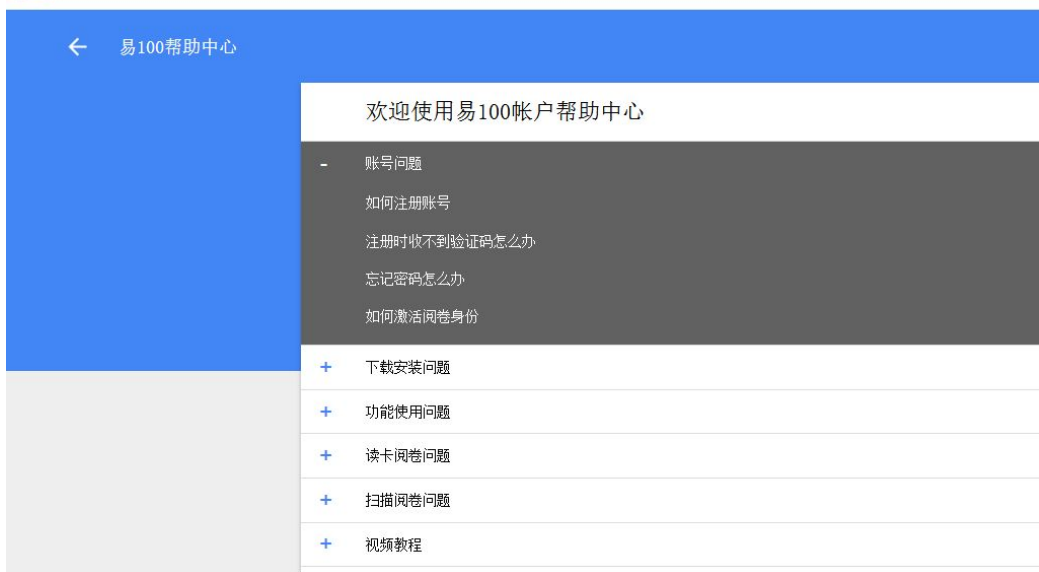 易100帮助中心
欢迎使用易100帐户帮助中心
账号问题
如何注册账号
注册时收不到验证码怎么办
忘记密码怎么办
如何激活阅卷身份
下载安装问题
功能使用问题
读卡阅卷问题
扫描阅卷问题
视频教程